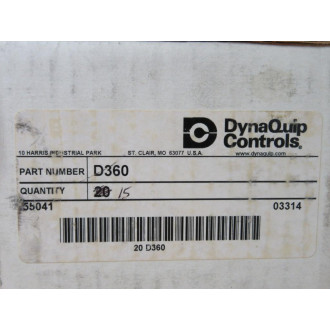 DynaQuip
Controls®
10 HARRIS INDUSTRIAL PARK ST. CLAIR, MO 63077 U.S.A. www.dynaquip.com
PART NUMBER D360
QUANTITY 20 15
55041 03314
20 D360